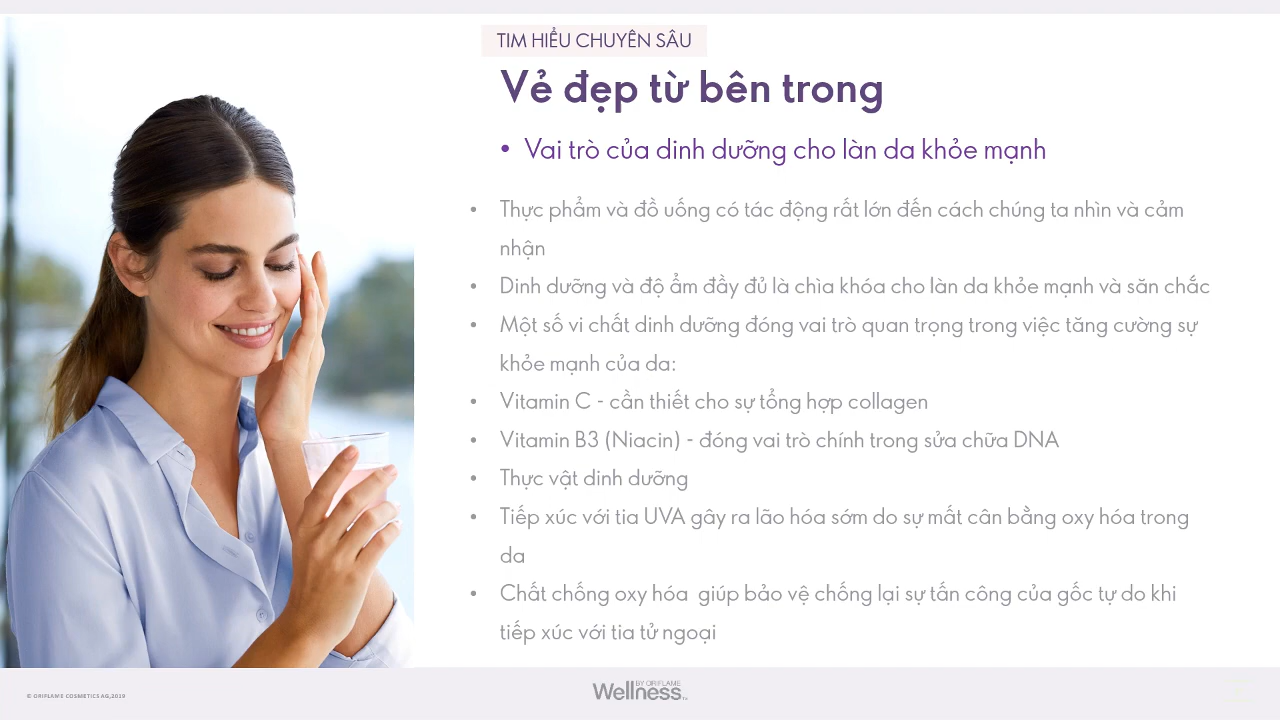 TIM HIỂU CHUYÊN SÂU
Vẻ đẹp từ bên trong
• Vai trò của dinh dưỡng cho làn da khỏe mạnh
• Thực phẩm và đồ uống có tác động rất lớn đến cách chúng ta nhìn và cảm
nhận
• Dinh dưỡng và độ ẩm đầy đủ là chìa khóa cho làn da khỏe mạnh và săn chắc
• Một số vi chất dinh dưỡng đóng vai trò quan trọng trong việc tăng cường sự
khỏe mạnh của da:
• Vitamin C - cần thiết cho sự tổng hợp collagen
• Vitamin B3 (Niacin) - đóng vai trò chính trong sửa chữa DNA
• Thực vật dinh dưỡng
• Tiếp xúc với tia UVA gây ra lão hóa sớm do sự mất cân bằng oxy hóa trong
da
• Chất chống oxy hóa  giúp bảo vệ chống lại sự tấn công của gốc tự do khi
tiếp xúc với tia tử ngoại
© ORIFLAME COSMETICS AG,2019
BY ORIFLAME
Wellness™